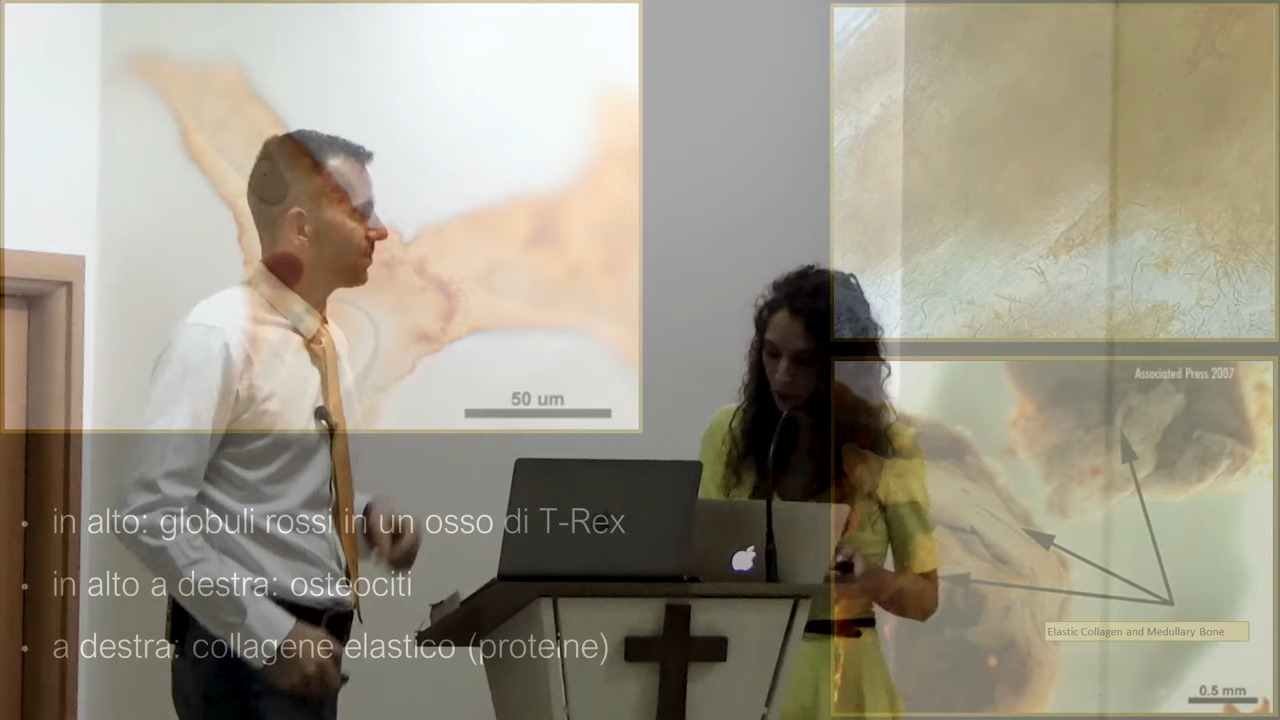 50 um
Associated Press 2007
• in alto: globuli rossi in un osso di T-Rex
• in alto a destra: osteociti
• a destra: collagene elastico (proteine)
Elastic Collagen and Medullary Bone
0.5 mm